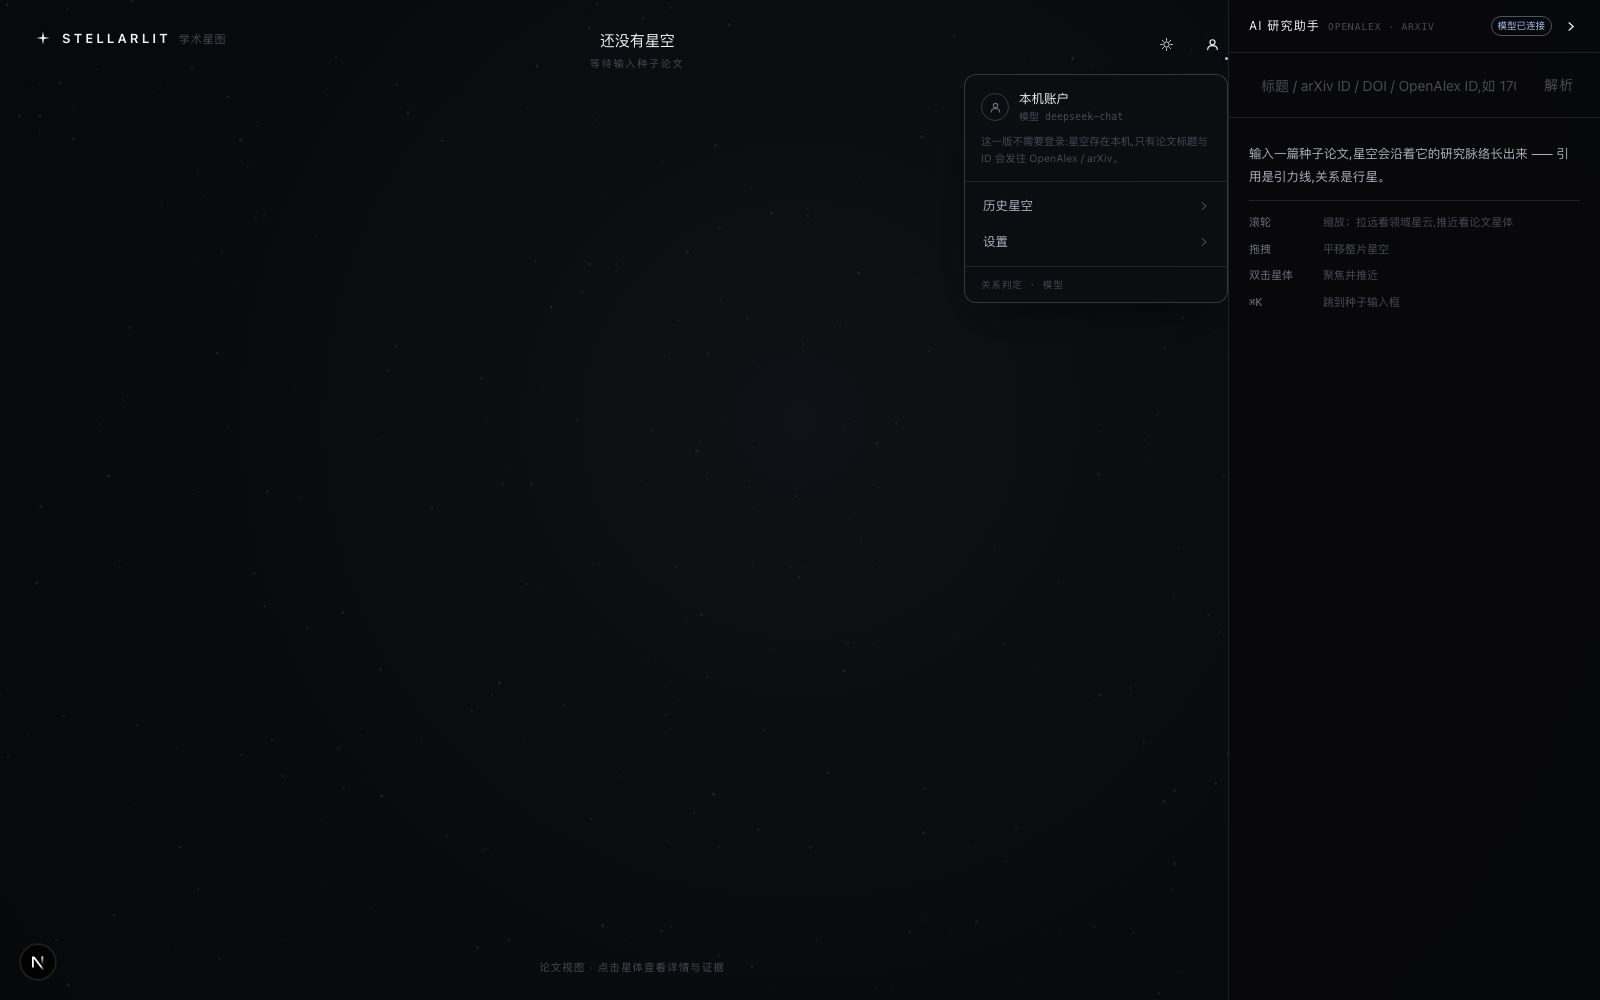 STELLARLIT 学术星图
还没有星空
等待输入种子论文
本机账户
模型 deepseek-chat
这一版不需要登录:星空存在本机,只有论文标题与
ID 会发往 OpenAlex / arXiv。
历史星空
设置
关系判定 · 模型
论文视图 · 点击星体查看详情与证据
N
AI 研究助手 OPENALEX · ARXIV 模型已连接
标题 / arXiv ID / DOI / OpenAlex ID,如 170 解析
输入一篇种子论文,星空会沿着它的研究脉络长出来 —— 引
用是引力线,关系是行星。
滚轮 缩放：拉远看领域星云,推近看论文星体
拖拽 平移整片星空
双击星体 聚焦并推近
⌘K 跳到种子输入框